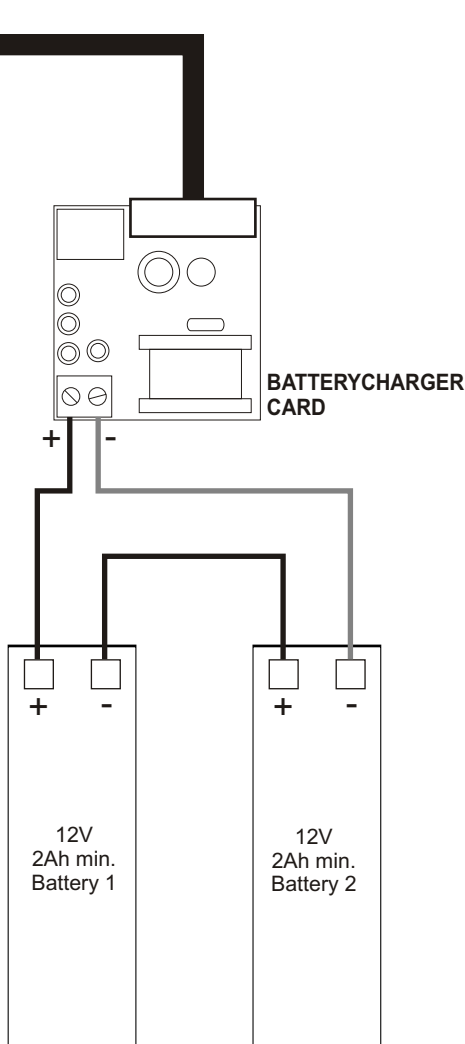 BATTERYCHARGER
CARD
+ -
+ -
+ -
12V
2Ah min.
Battery 1
12V
2Ah min.
Battery 2